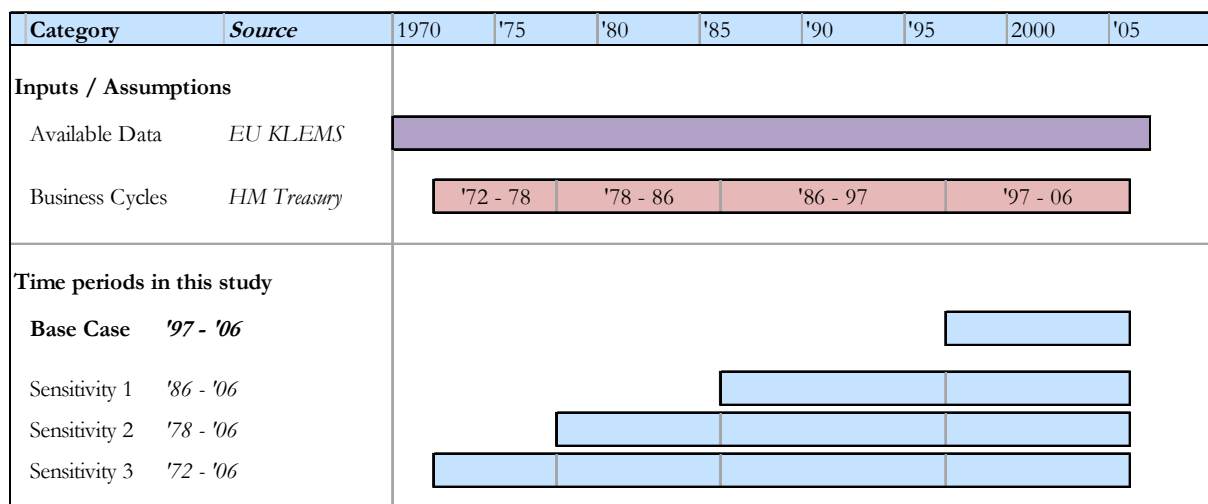 Category Source 1970 '75 '80 '85 '90 '95 2000 '05
Inputs / Assumptions
Available Data EU KLEMS
Business Cycles HM Treasury '72 - 78 '78 - 86 '86 - 97 '97 - 06
Time periods in this study
Base Case '97 - '06
Sensitivity 1 '86 - '06
Sensitivity 2 '78 - '06
Sensitivity 3 '72 - '06